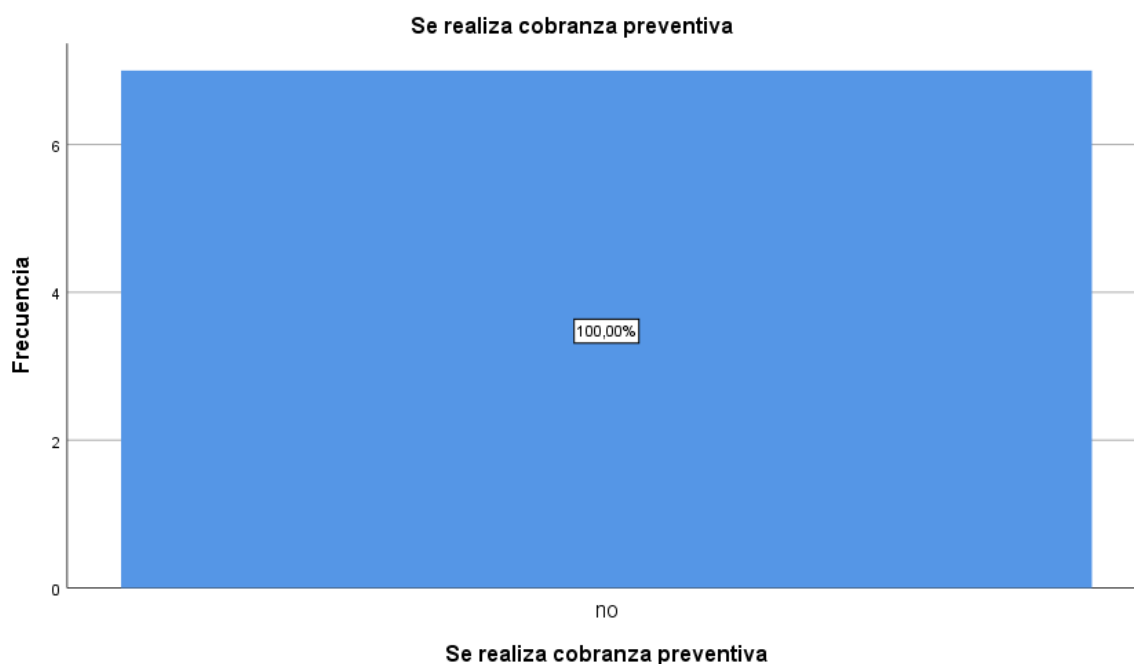 Se realiza cobranza preventiva
Frecuencia
6
4
2
0
100,00%
no
Se realiza cobranza preventiva